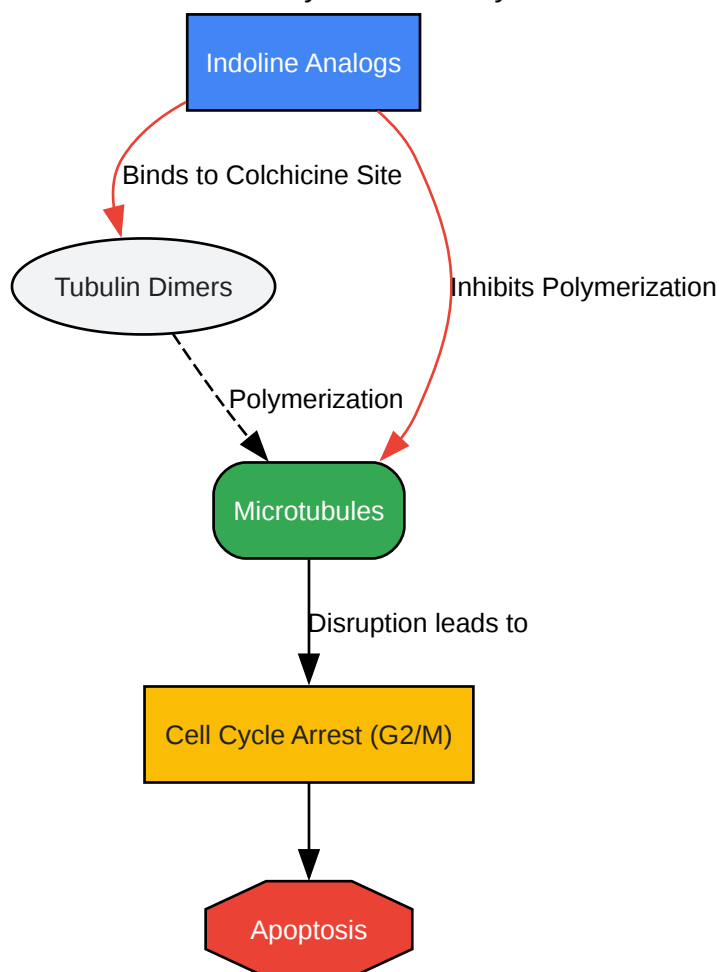 Indoline Analogs
Binds to Colchicine Site
Tubulin Dimers
Inhibits Polymerization
Polymerization
Microtubules
Disruption leads to
Cell Cycle Arrest (G2/M)
Apoptosis